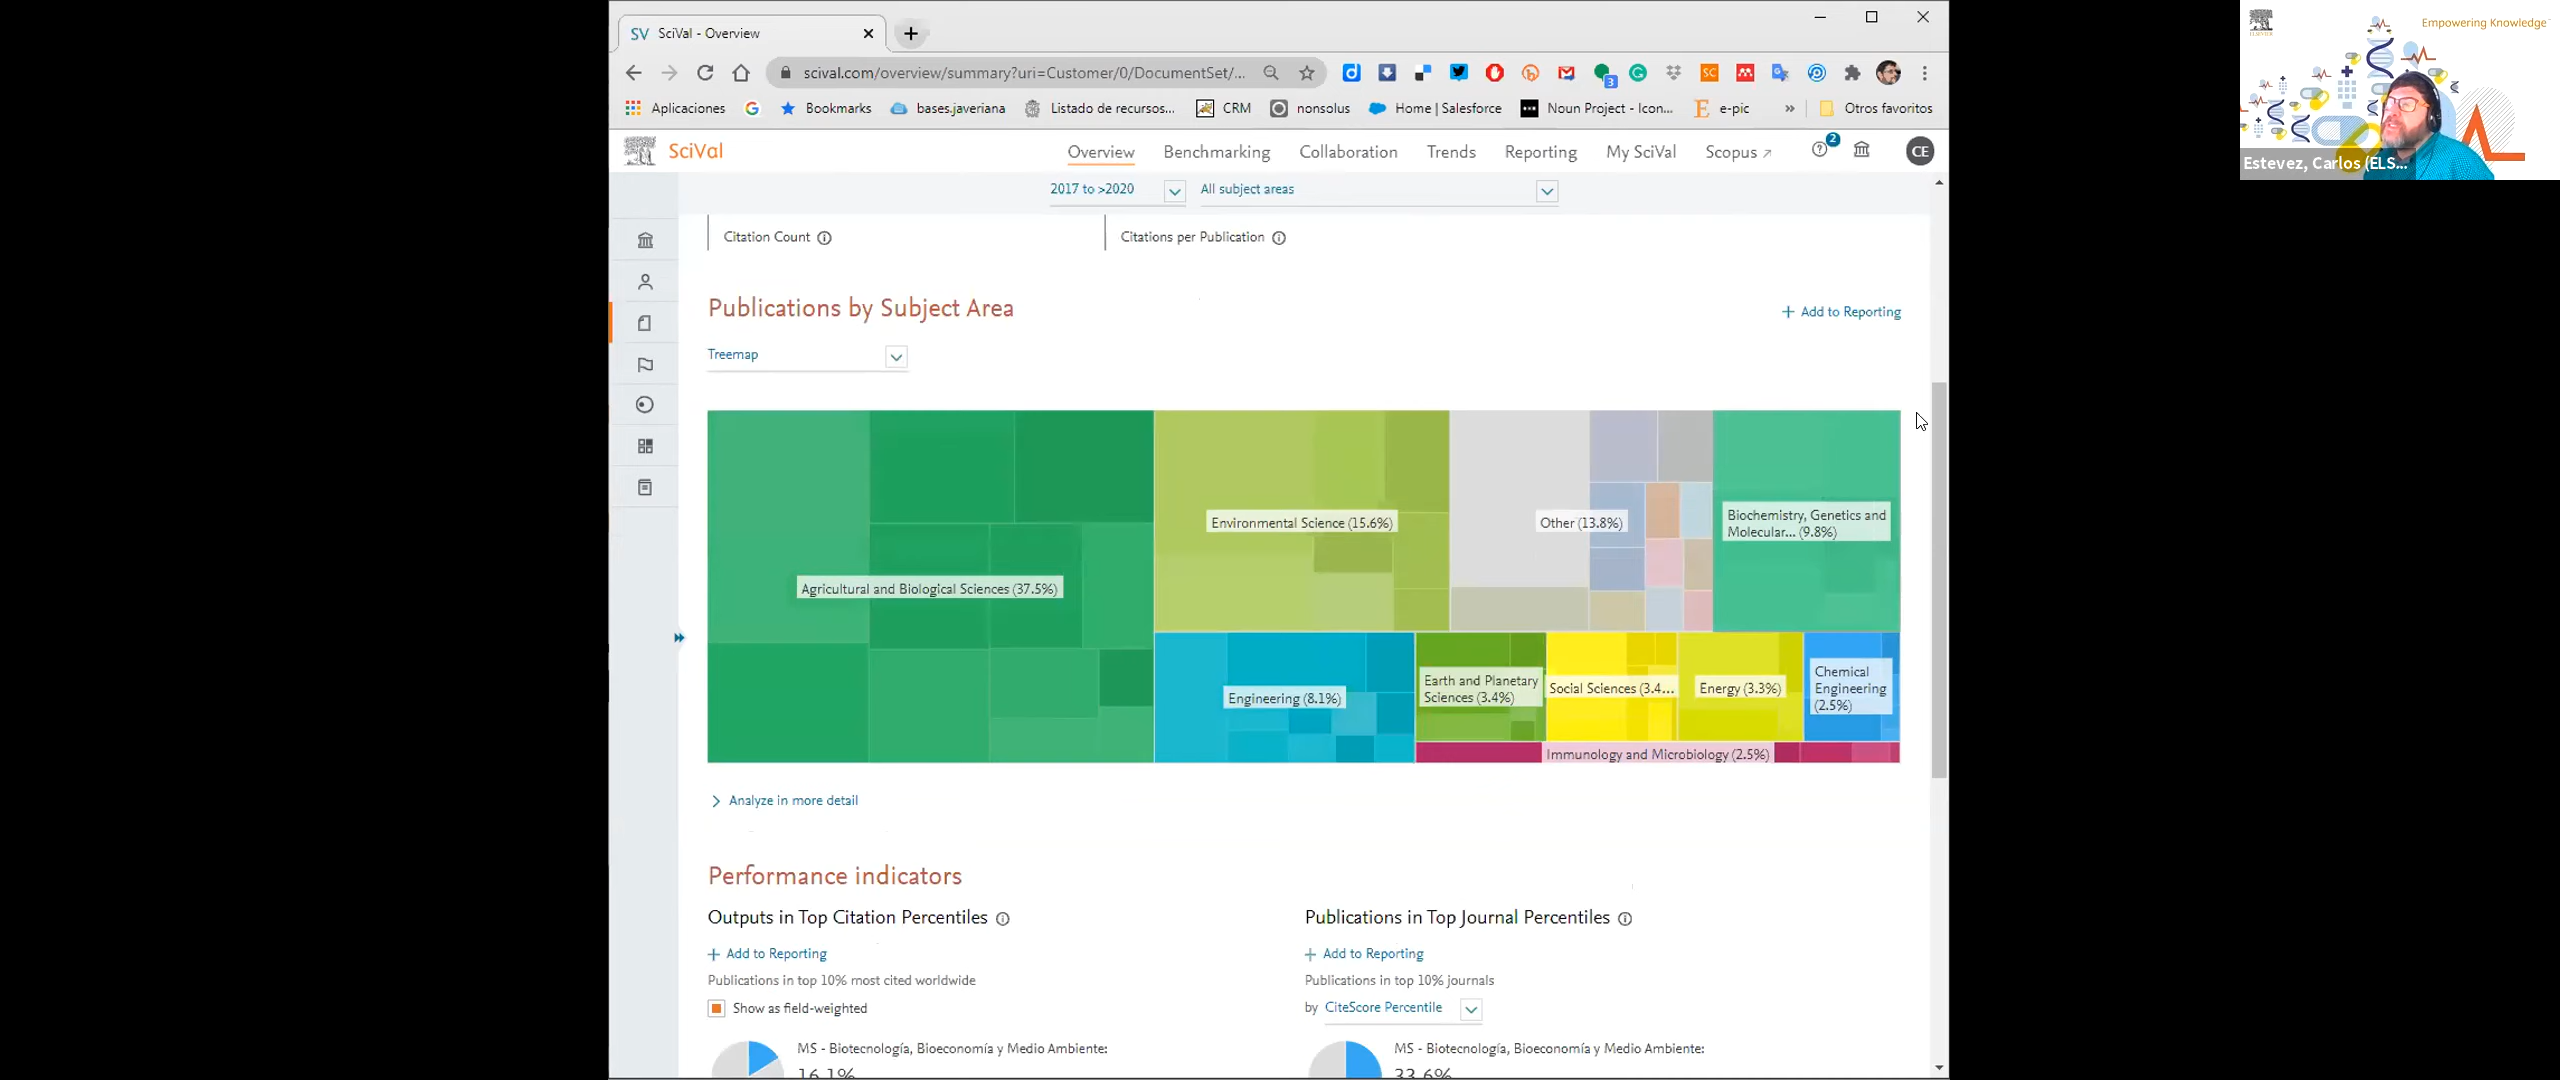 SciVal - Overview
scival.com/overview/summary?uri=Customer/0/DocumentSet/...
3
Aplicaciones
Bookmarks
bases.javeriana
Listado de recursos...
CRM
nonsolus
Home | Salesforce
Noun Project - Icon...
e-pic
Otros favoritos
SciVal
Overview
Benchmarking
Collaboration
Trends
Reporting
My SciVal
Scopus
2
CE
2017 to >2020
All subject areas
Citation Count
Citations per Publication
Publications by Subject Area
+ Add to Reporting
Treemap
Agricultural and Biological Sciences (37.5%)
Environmental Science (15.6%)
Other (13.8%)
Biochemistry, Genetics and
Molecular... (9.8%)
Engineering (8.1%)
Earth and Planetary
Sciences (3.4%)
Social Sciences (3.4...
Energy (3.3%)
Chemical
Engineering
(2.5%)
Immunology and Microbiology (2.5%)
Analyze in more detail
Performance indicators
Outputs in Top Citation Percentiles
+ Add to Reporting
Publications in top 10% most cited worldwide
Show as field-weighted
MS - Biotecnología, Bioeconomía y Medio Ambiente:
16.1%
Publications in Top Journal Percentiles
+ Add to Reporting
Publications in top 10% journals
by CiteScore Percentile
MS - Biotecnología, Bioeconomía y Medio Ambiente:
33.6%
Empowering Knowledge
Estevez, Carlos (ELS...